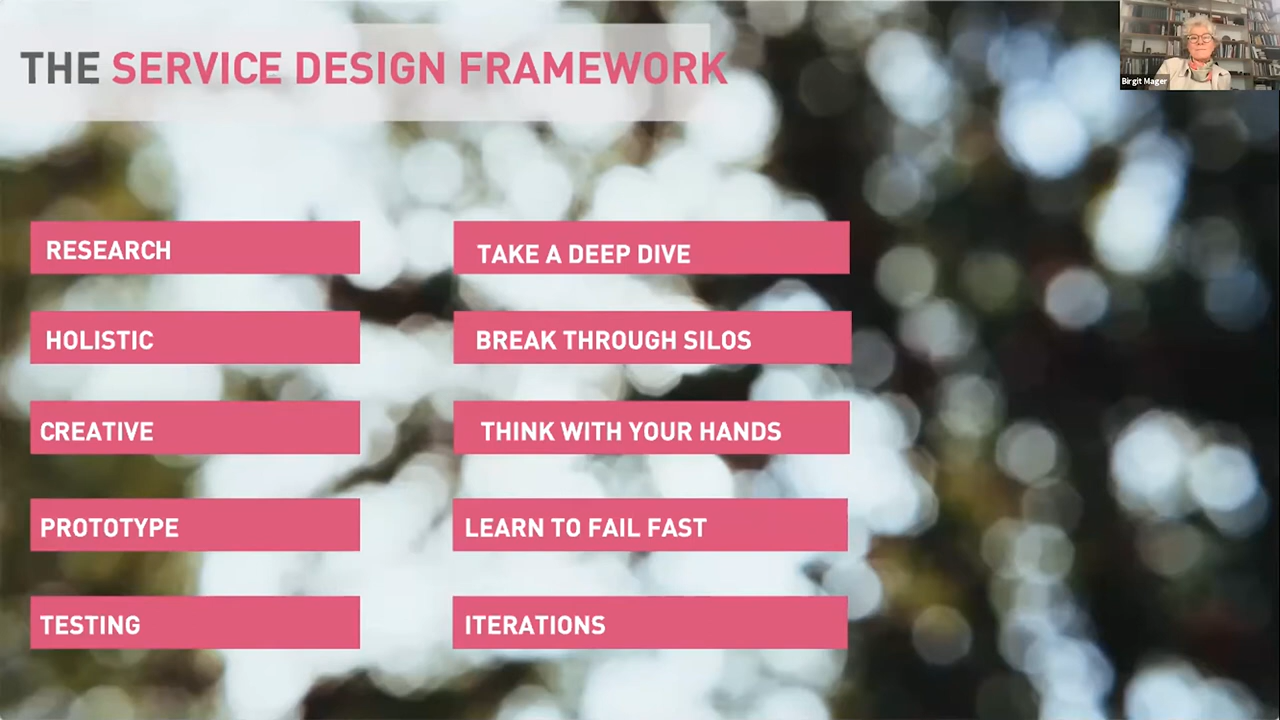 THE SERVICE DESIGN FRAMEWORK
Birgit Mager
RESEARCH
TAKE A DEEP DIVE
HOLISTIC
BREAK THROUGH SILOS
CREATIVE
THINK WITH YOUR HANDS
PROTOTYPE
LEARN TO FAIL FAST
TESTING
ITERATIONS